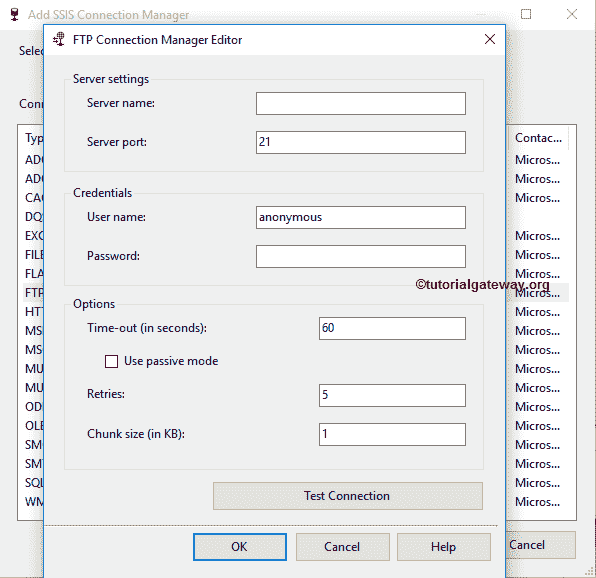 Add SSIS Connection Manager
FTP Connection Manager Editor
Selec
Server settings
Server name:
Conn
Server port: 21
Typ Contac...
ADO Micros...
ADO Micros...
CAC Micros...
Credentials
DQS
User name: anonymous
EXC Micros...
FILE Micros...
Password:
FLA Micros...
©tutorialgateway.org
FTP Micros...
Options
HTT Micros...
Time-out (in seconds): 60
MS Micros...
MS Micros...
Use passive mode
MU Micros...
MU Micros...
Retries: 5
ODB Micros...
OLE Micros...
Chunk size (in KB): 1
SM Micros...
SM Micros...
SQL Micros...
Test Connection
WM Micros...
OK Cancel Help Cancel